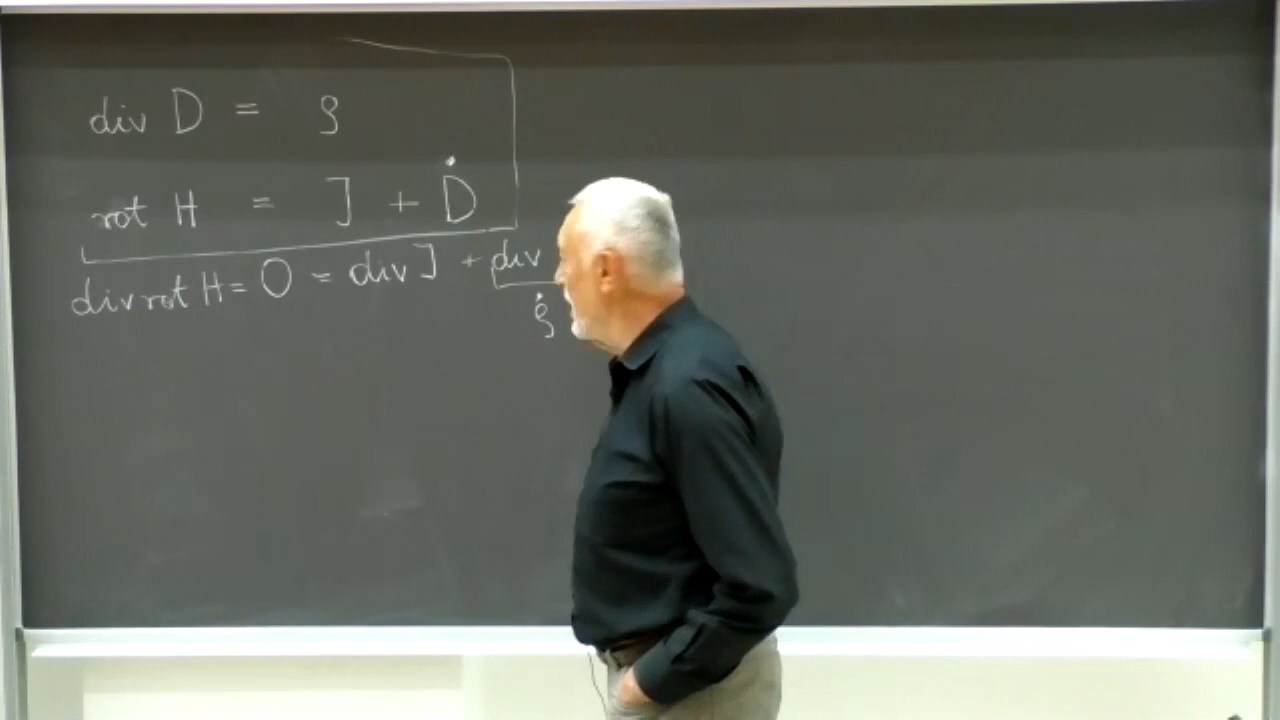 div D = ρ
rot H = J + Ḋ
div rot H = 0 = div J + div
ρ̇